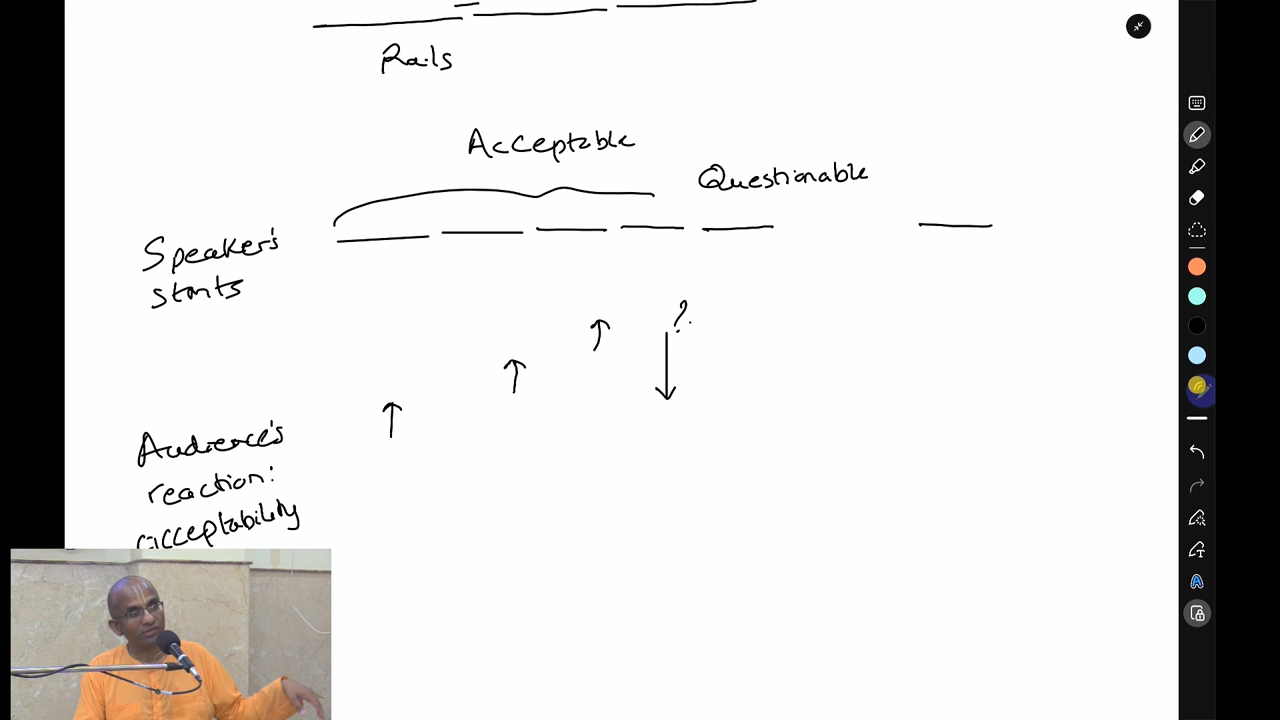 Rails
Acceptable
Questionable
Speaker's
starts
?
Audience's
reaction:
acceptability